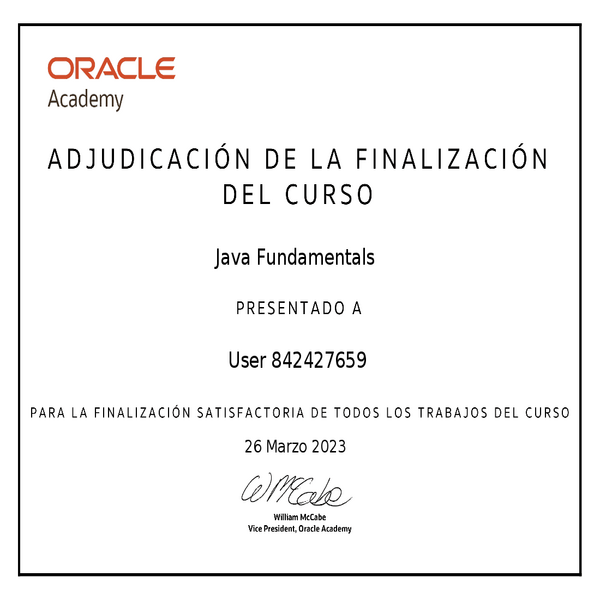 ORACLE
Academy
ADJUDICACIÓN DE LA FINALIZACIÓN
DEL CURSO
Java Fundamentals
PRESENTADO A
User 842427659
PARA LA FINALIZACIÓN SATISFACTORIA DE TODOS LOS TRABAJOS DEL CURSO
26 Marzo 2023
WMcCabe
William McCabe
Vice President, Oracle Academy